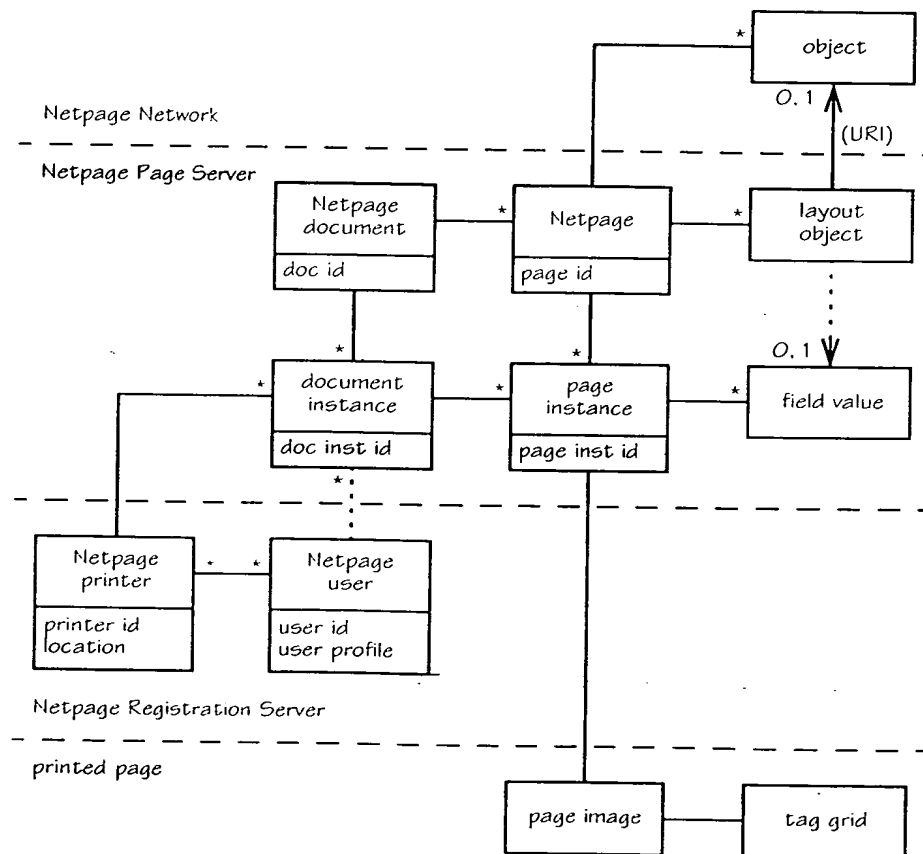 *
object
0.1
Netpage Network
(URI)
Netpage Page Server
Netpage
document
doc id
*
Netpage
page id
*
layout
object
*
*
0.1
*
document
instance
doc inst id
*
page
instance
page inst id
*
field value
*
Netpage
printer
printer id
location
* *
Netpage
user
user id
user profile
Netpage Registration Server
printed page
page image
tag grid